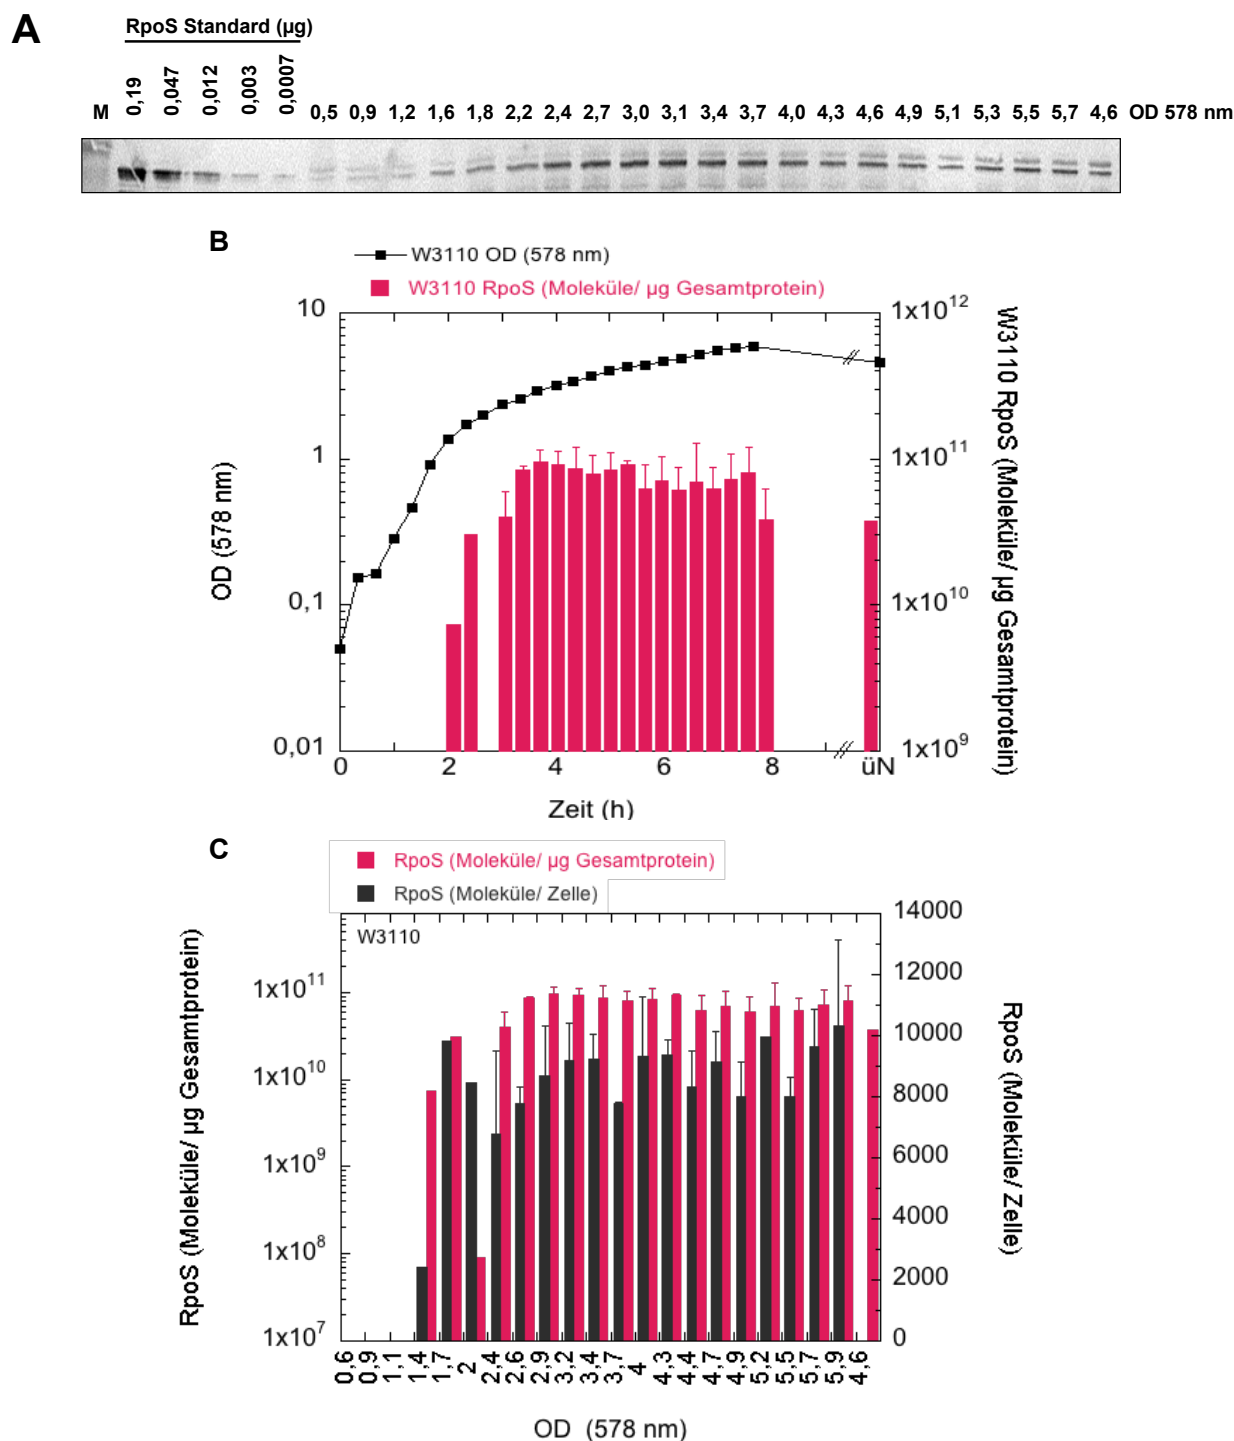 A
RpoS Standard (µg)
0,19 0,047 0,012 0,003 0,0007
M 0,5 0,9 1,2 1,6 1,8 2,2 2,4 2,7 3,0 3,1 3,4 3,7 4,0 4,3 4,6 4,9 5,1 5,3 5,5 5,7 4,6 OD 578 nm
B
W3110 OD (578 nm)
W3110 RpoS (Moleküle/ µg Gesamtprotein)
10
1
0,1
0,01
OD (578 nm)
1x10¹²
1x10¹¹
1x10¹⁰
1x10⁹
W3110 RpoS (Moleküle/ µg Gesamtprotein)
0 2 4 6 8 üN
Zeit (h)
C
RpoS (Moleküle/ µg Gesamtprotein)
RpoS (Moleküle/ Zelle)
W3110
1x10¹¹
1x10¹⁰
1x10⁹
1x10⁸
1x10⁷
RpoS (Moleküle/ µg Gesamtprotein)
14000
12000
10000
8000
6000
4000
2000
0
RpoS (Moleküle/ Zelle)
0,6 0,9 1,1 1,4 1,7 2 2,4 2,6 2,9 3,2 3,4 3,7 4 4,3 4,4 4,7 4,9 5,2 5,5 5,7 5,9 4,6
OD (578 nm)